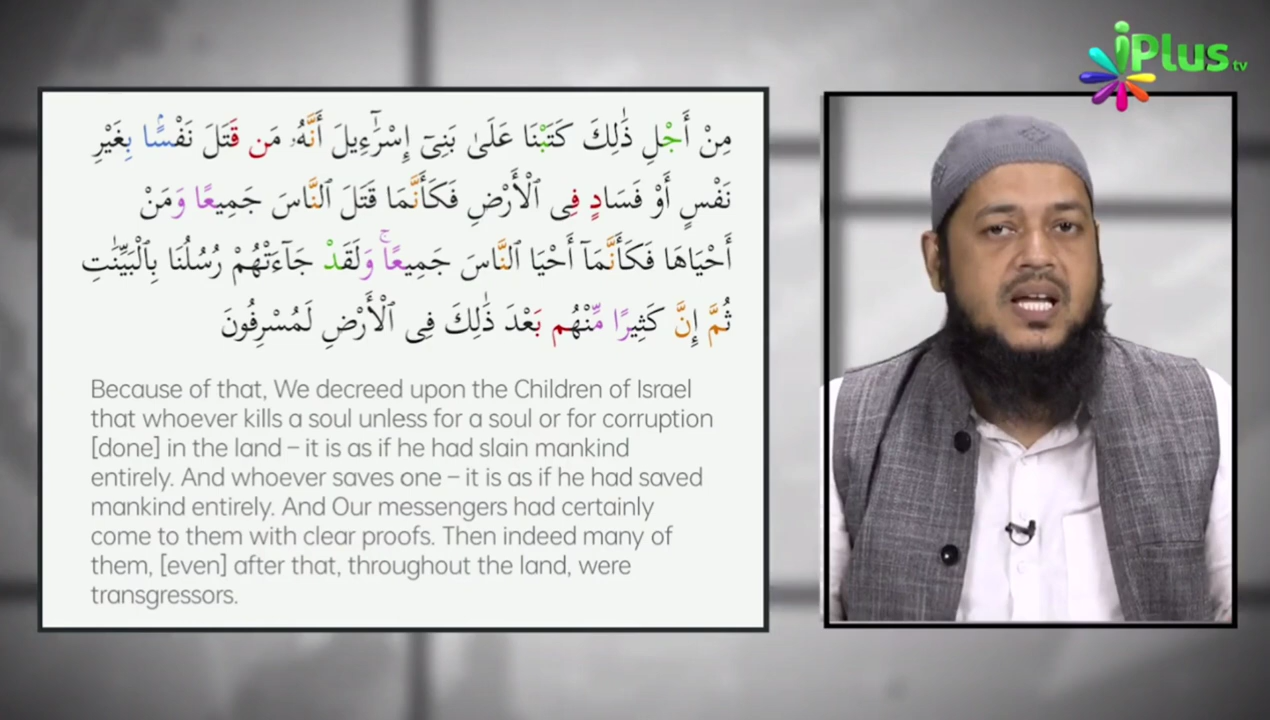 iPlus tv
مِنْ أَجْلِ ذَٰلِكَ كَتَبْنَا عَلَىٰ بَنِىٓ إِسْرَٰٓءِيلَ أَنَّهُۥ مَن قَتَلَ نَفْسًۢا بِغَيْرِ
نَفْسٍ أَوْ فَسَادٍ فِى ٱلْأَرْضِ فَكَأَنَّمَا قَتَلَ ٱلنَّاسَ جَمِيعًا وَمَنْ
أَحْيَاهَا فَكَأَنَّمَآ أَحْيَا ٱلنَّاسَ جَمِيعًا ۚ وَلَقَدْ جَآءَتْهُمْ رُسُلُنَا بِٱلْبَيِّنَٰتِ
ثُمَّ إِنَّ كَثِيرًا مِّنْهُم بَعْدَ ذَٰلِكَ فِى ٱلْأَرْضِ لَمُسْرِفُونَ
Because of that, We decreed upon the Children of Israel
that whoever kills a soul unless for a soul or for corruption
[done] in the land – it is as if he had slain mankind
entirely. And whoever saves one – it is as if he had saved
mankind entirely. And Our messengers had certainly
come to them with clear proofs. Then indeed many of
them, [even] after that, throughout the land, were
transgressors.